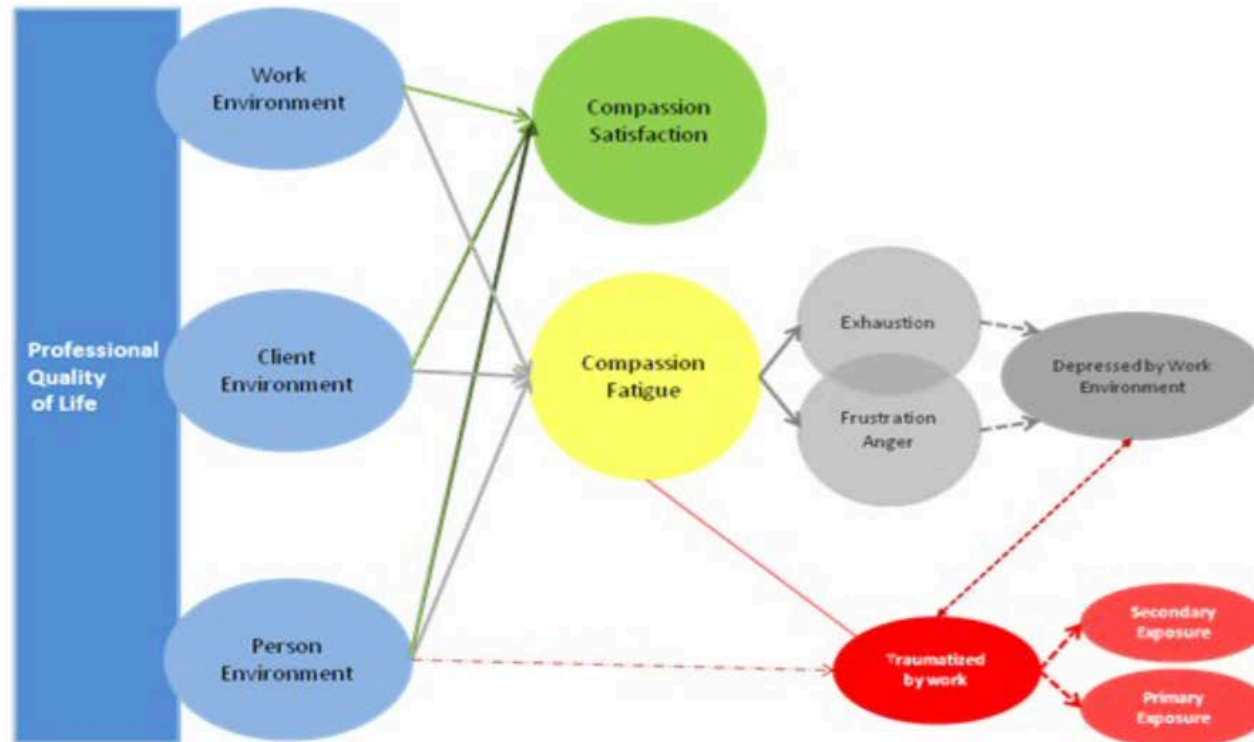 Professional
Quality
of Life
Work
Environment
Client
Environment
Person
Environment
Compassion
Satisfaction
Compassion
Fatigue
Exhaustion
Frustration
Anger
Depressed by Work
Environment
Traumatized
by work
Secondary
Exposure
Primary
Exposure